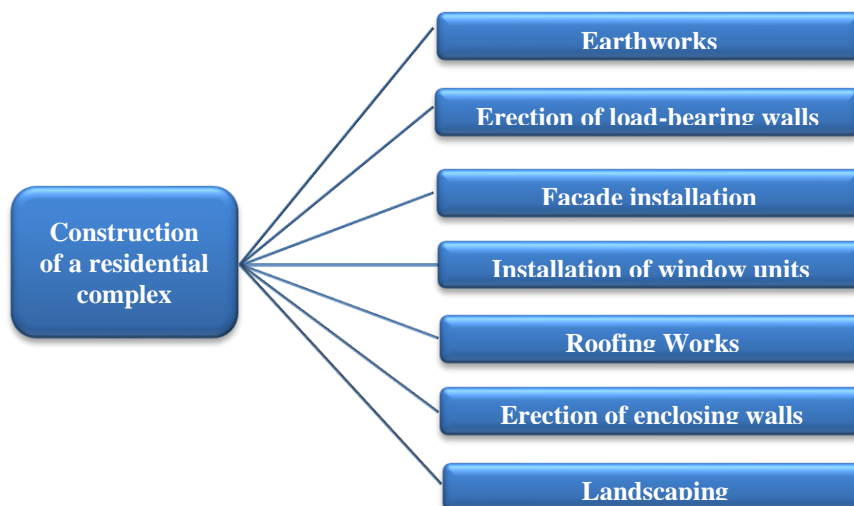 Earthworks
Erection of load-bearing walls
Facade installation
Construction
of a residential
complex
Installation of window units
Roofing Works
Erection of enclosing walls
Landscaping